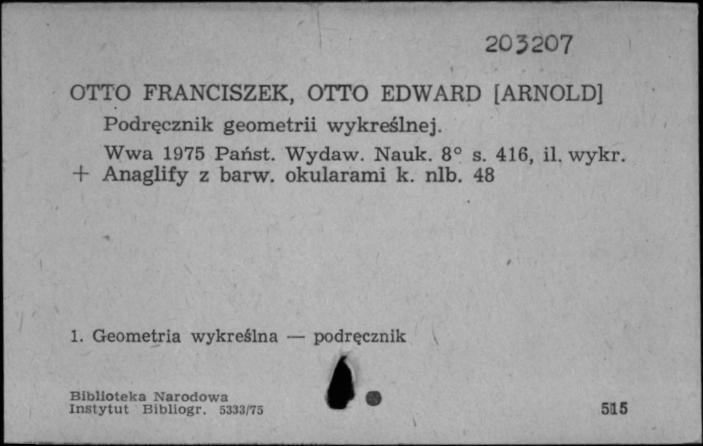 203207
OTTO FRANCISZEK, OTTO EDWARD [ARNOLD]
Podręcznik geometrii wykreślnej.
Wwa 1975 Państ. Wydaw. Nauk. 8° s. 416, il. wykr.
+ Anaglify z barw. okularami k. nlb. 48
1. Geometria wykreślna — podręcznik
Biblioteka Narodowa
Instytut Bibliogr. 5333/75
515